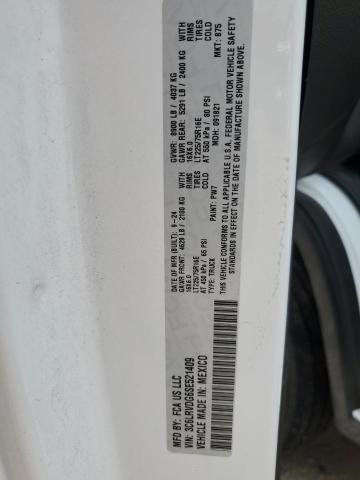 MFD BY: FCA US LLC
DATE OF MFR (BUILT): 9-24 GVWR: 8900 LB / 4037 KG
GAWR FRONT: 4629 LB / 2100 KG WITH GAWR REAR: 5291 LB / 2400 KG WITH
16X6.0 RIMS 16X6.0 RIMS
LT225/75R16E TIRES LT225/75R16E TIRES
AT 450 kPa / 65 PSI COLD AT 550 kPa / 80 PSI COLD
TYPE: TRUCK MDH: 091821 MKT: 875
PAINT: PW7
VIN: 3C6LRVDG6SE521409
VEHICLE MADE IN: MEXICO
THIS VEHICLE CONFORMS TO ALL APPLICABLE U.S.A. FEDERAL MOTOR VEHICLE SAFETY
STANDARDS IN EFFECT ON THE DATE OF MANUFACTURE SHOWN ABOVE.